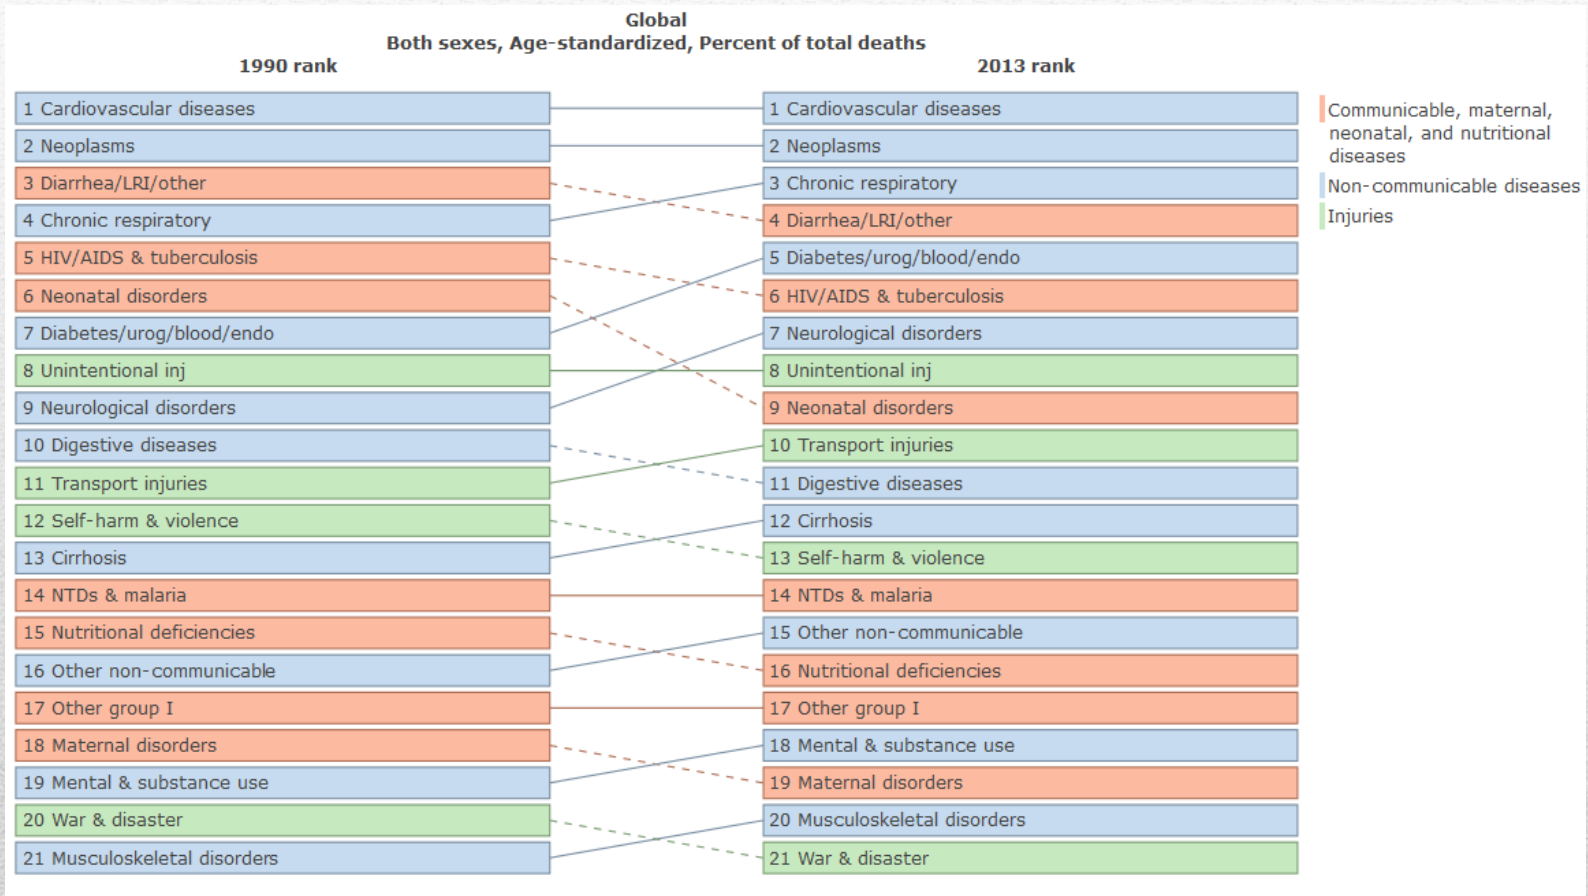 Global
Both sexes, Age-standardized, Percent of total deaths
1990 rank
2013 rank
1 Cardiovascular diseases
2 Neoplasms
3 Diarrhea/LRI/other
4 Chronic respiratory
5 HIV/AIDS & tuberculosis
6 Neonatal disorders
7 Diabetes/urog/blood/endo
8 Unintentional inj
9 Neurological disorders
10 Digestive diseases
11 Transport injuries
12 Self-harm & violence
13 Cirrhosis
14 NTDs & malaria
15 Nutritional deficiencies
16 Other non-communicable
17 Other group I
18 Maternal disorders
19 Mental & substance use
20 War & disaster
21 Musculoskeletal disorders
1 Cardiovascular diseases
2 Neoplasms
3 Chronic respiratory
4 Diarrhea/LRI/other
5 Diabetes/urog/blood/endo
6 HIV/AIDS & tuberculosis
7 Neurological disorders
8 Unintentional inj
9 Neonatal disorders
10 Transport injuries
11 Digestive diseases
12 Cirrhosis
13 Self-harm & violence
14 NTDs & malaria
15 Other non-communicable
16 Nutritional deficiencies
17 Other group I
18 Mental & substance use
19 Maternal disorders
20 Musculoskeletal disorders
21 War & disaster
Communicable, maternal,
neonatal, and nutritional
diseases
Non-communicable diseases
Injuries